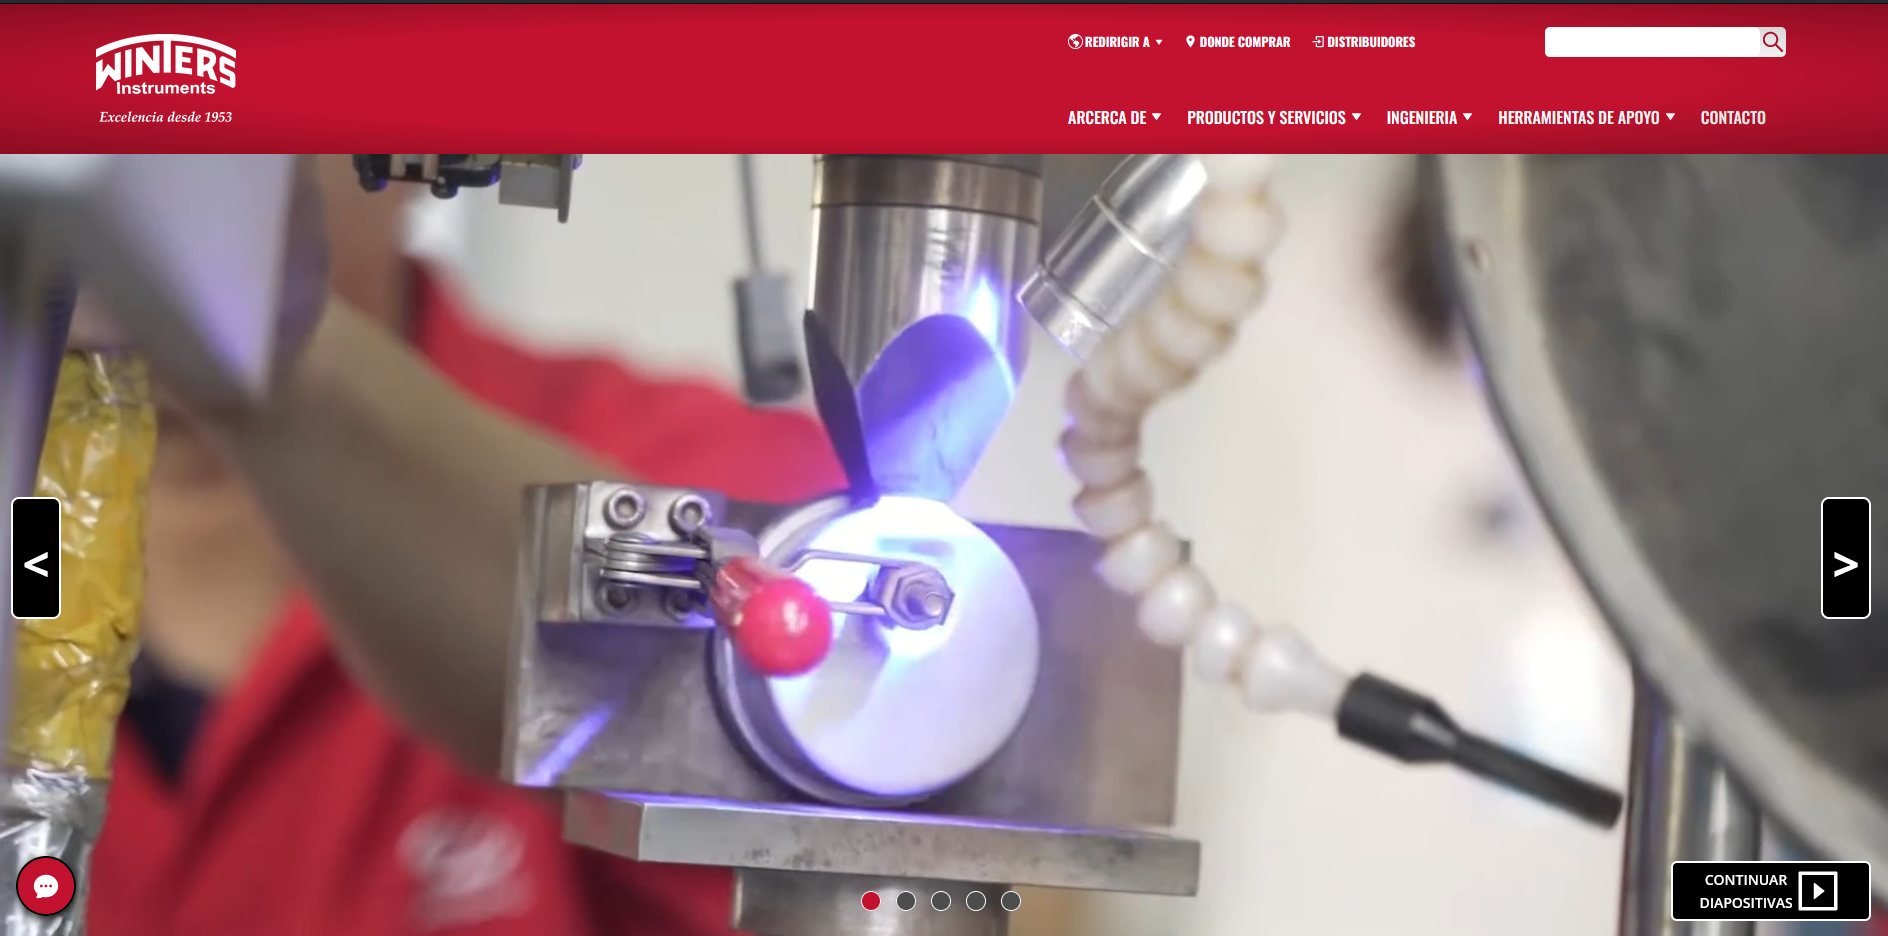 WINTERS
Instruments
Excelencia desde 1953
REDIRIGIR A
DONDE COMPRAR
DISTRIBUIDORES
ARCERCA DE
PRODUCTOS Y SERVICIOS
INGENIERIA
HERRAMIENTAS DE APOYO
CONTACTO
<
>
CONTINUAR
DIAPOSITIVAS